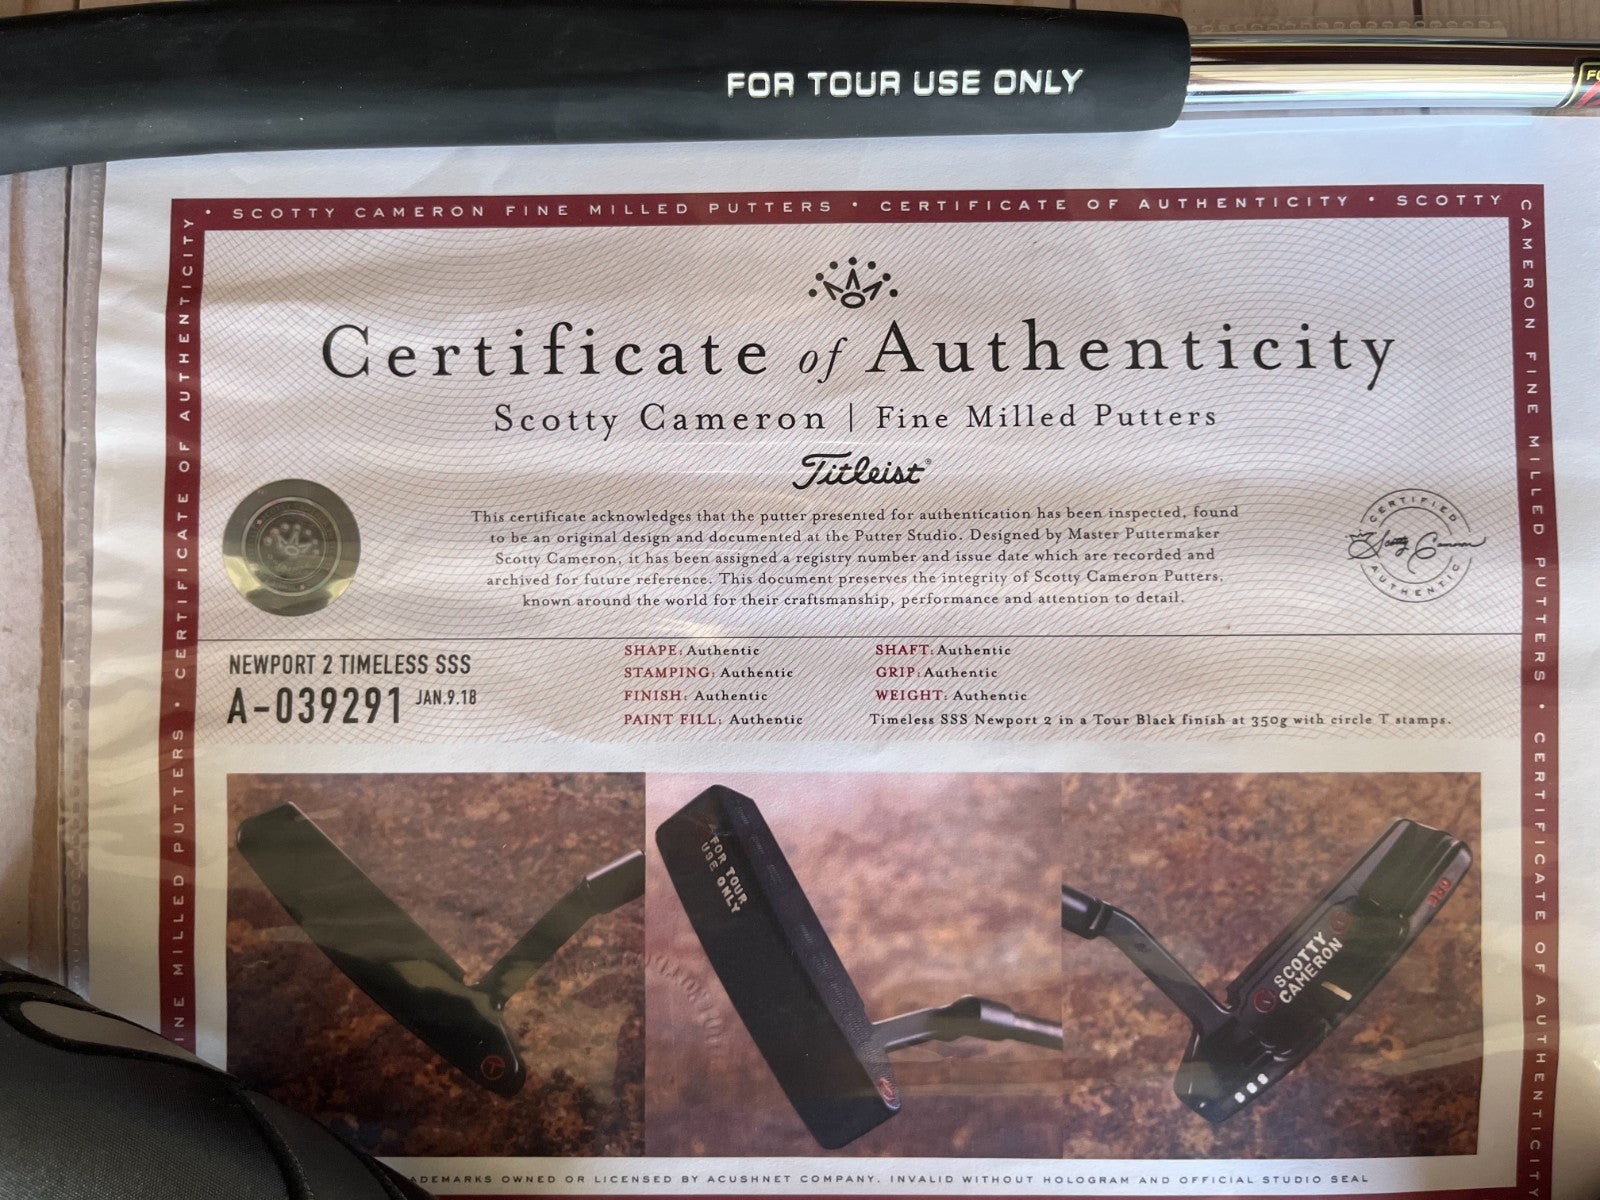 FOR TOUR USE ONLY
• SCOTTY CAMERON FINE MILLED PUTTERS • CERTIFICATE OF AUTHENTICITY • SCOTTY
CAMERON FINE MILLED PUTTERS • CERTIFICATE OF AUTHENTICITY
IN MILLED PUTTERS • CERTIFICATE OF AUTHENTICITY
Certificate of Authenticity
Scotty Cameron | Fine Milled Putters
Titleist®
This certificate acknowledges that the putter presented for authentication has been inspected, found
to be an original design and documented at the Putter Studio. Designed by Master Puttermaker
Scotty Cameron, it has been assigned a registry number and issue date which are recorded and
archived for future reference. This document preserves the integrity of Scotty Cameron Putters,
known around the world for their craftsmanship, performance and attention to detail.
CERTIFIED
Scotty Cameron
AUTHENTIC
NEWPORT 2 TIMELESS SSS
A-039291 JAN.9.18
SHAPE: Authentic
STAMPING: Authentic
FINISH: Authentic
PAINT FILL: Authentic
SHAFT: Authentic
GRIP: Authentic
WEIGHT: Authentic
Timeless SSS Newport 2 in a Tour Black finish at 350g with circle T stamps.
T
FOR TOUR
USE ONLY
SCOTTY
CAMERON
350
ADEMARKS OWNED OR LICENSED BY ACUSHNET COMPANY. INVALID WITHOUT HOLOGRAM AND OFFICIAL STUDIO SEAL